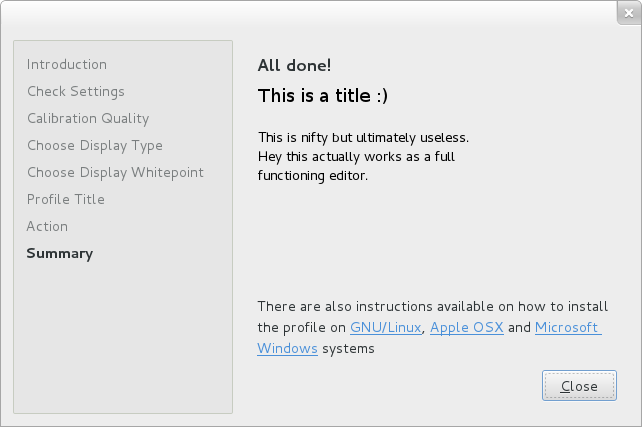 Introduction
Check Settings
Calibration Quality
Choose Display Type
Choose Display Whitepoint
Profile Title
Action
Summary
All done!
This is a title :)
This is nifty but ultimately useless.
Hey this actually works as a full
functioning editor.
There are also instructions available on how to install
the profile on GNU/Linux, Apple OSX and Microsoft
Windows systems
Close